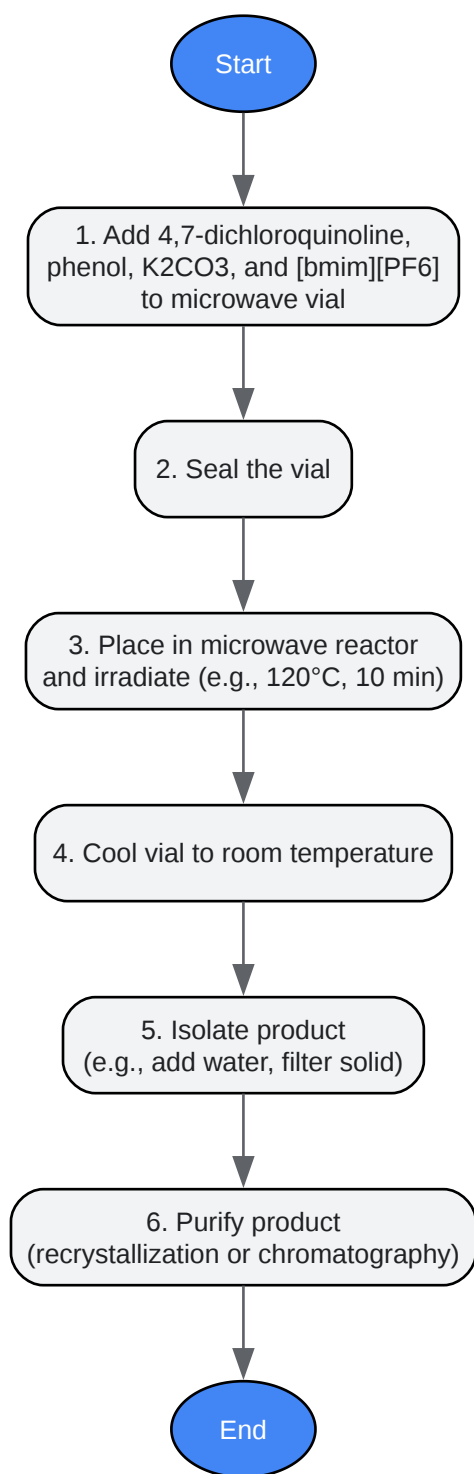 Start
1. Add 4,7-dichloroquinoline,
phenol, K2CO3, and [bmim][PF6]
to microwave vial
2. Seal the vial
3. Place in microwave reactor
and irradiate (e.g., 120°C, 10 min)
4. Cool vial to room temperature
5. Isolate product
(e.g., add water, filter solid)
6. Purify product
(recrystallization or chromatography)
End